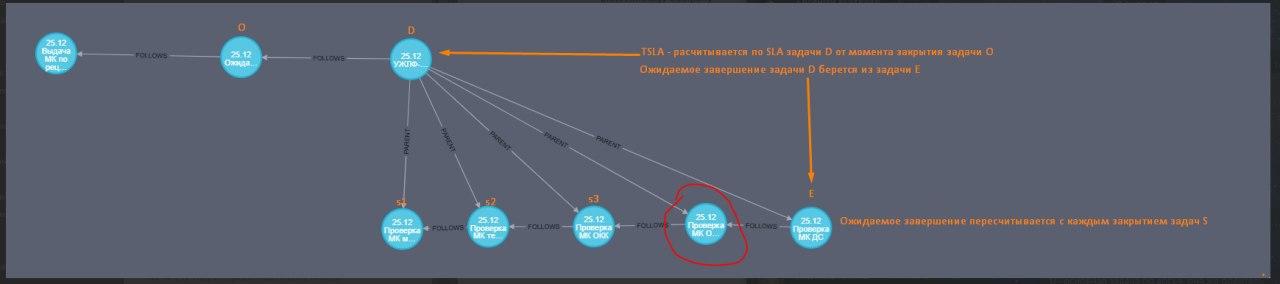 O
D
25.12
Выдача
МК по
рец...
FOLLOWS
25.12
Ожида...
FOLLOWS
25.12
УЖПФ-...
TSLA - расчитывается по SLA задачи D от момента закрытия задачи O
Ожидаемое завершение задачи D берется из задачи E
PARENT
PARENT
PARENT
PARENT
PARENT
s1
s2
s3
E
25.12
Проверка
МК м...
FOLLOWS
25.12
Проверка
МК те...
FOLLOWS
25.12
Проверка
МК ОКК
FOLLOWS
25.12
Проверка
МК О...
FOLLOWS
25.12
Проверка
МК ДС
Ожидаемое завершение пересчитывается с каждым закрытием задач S